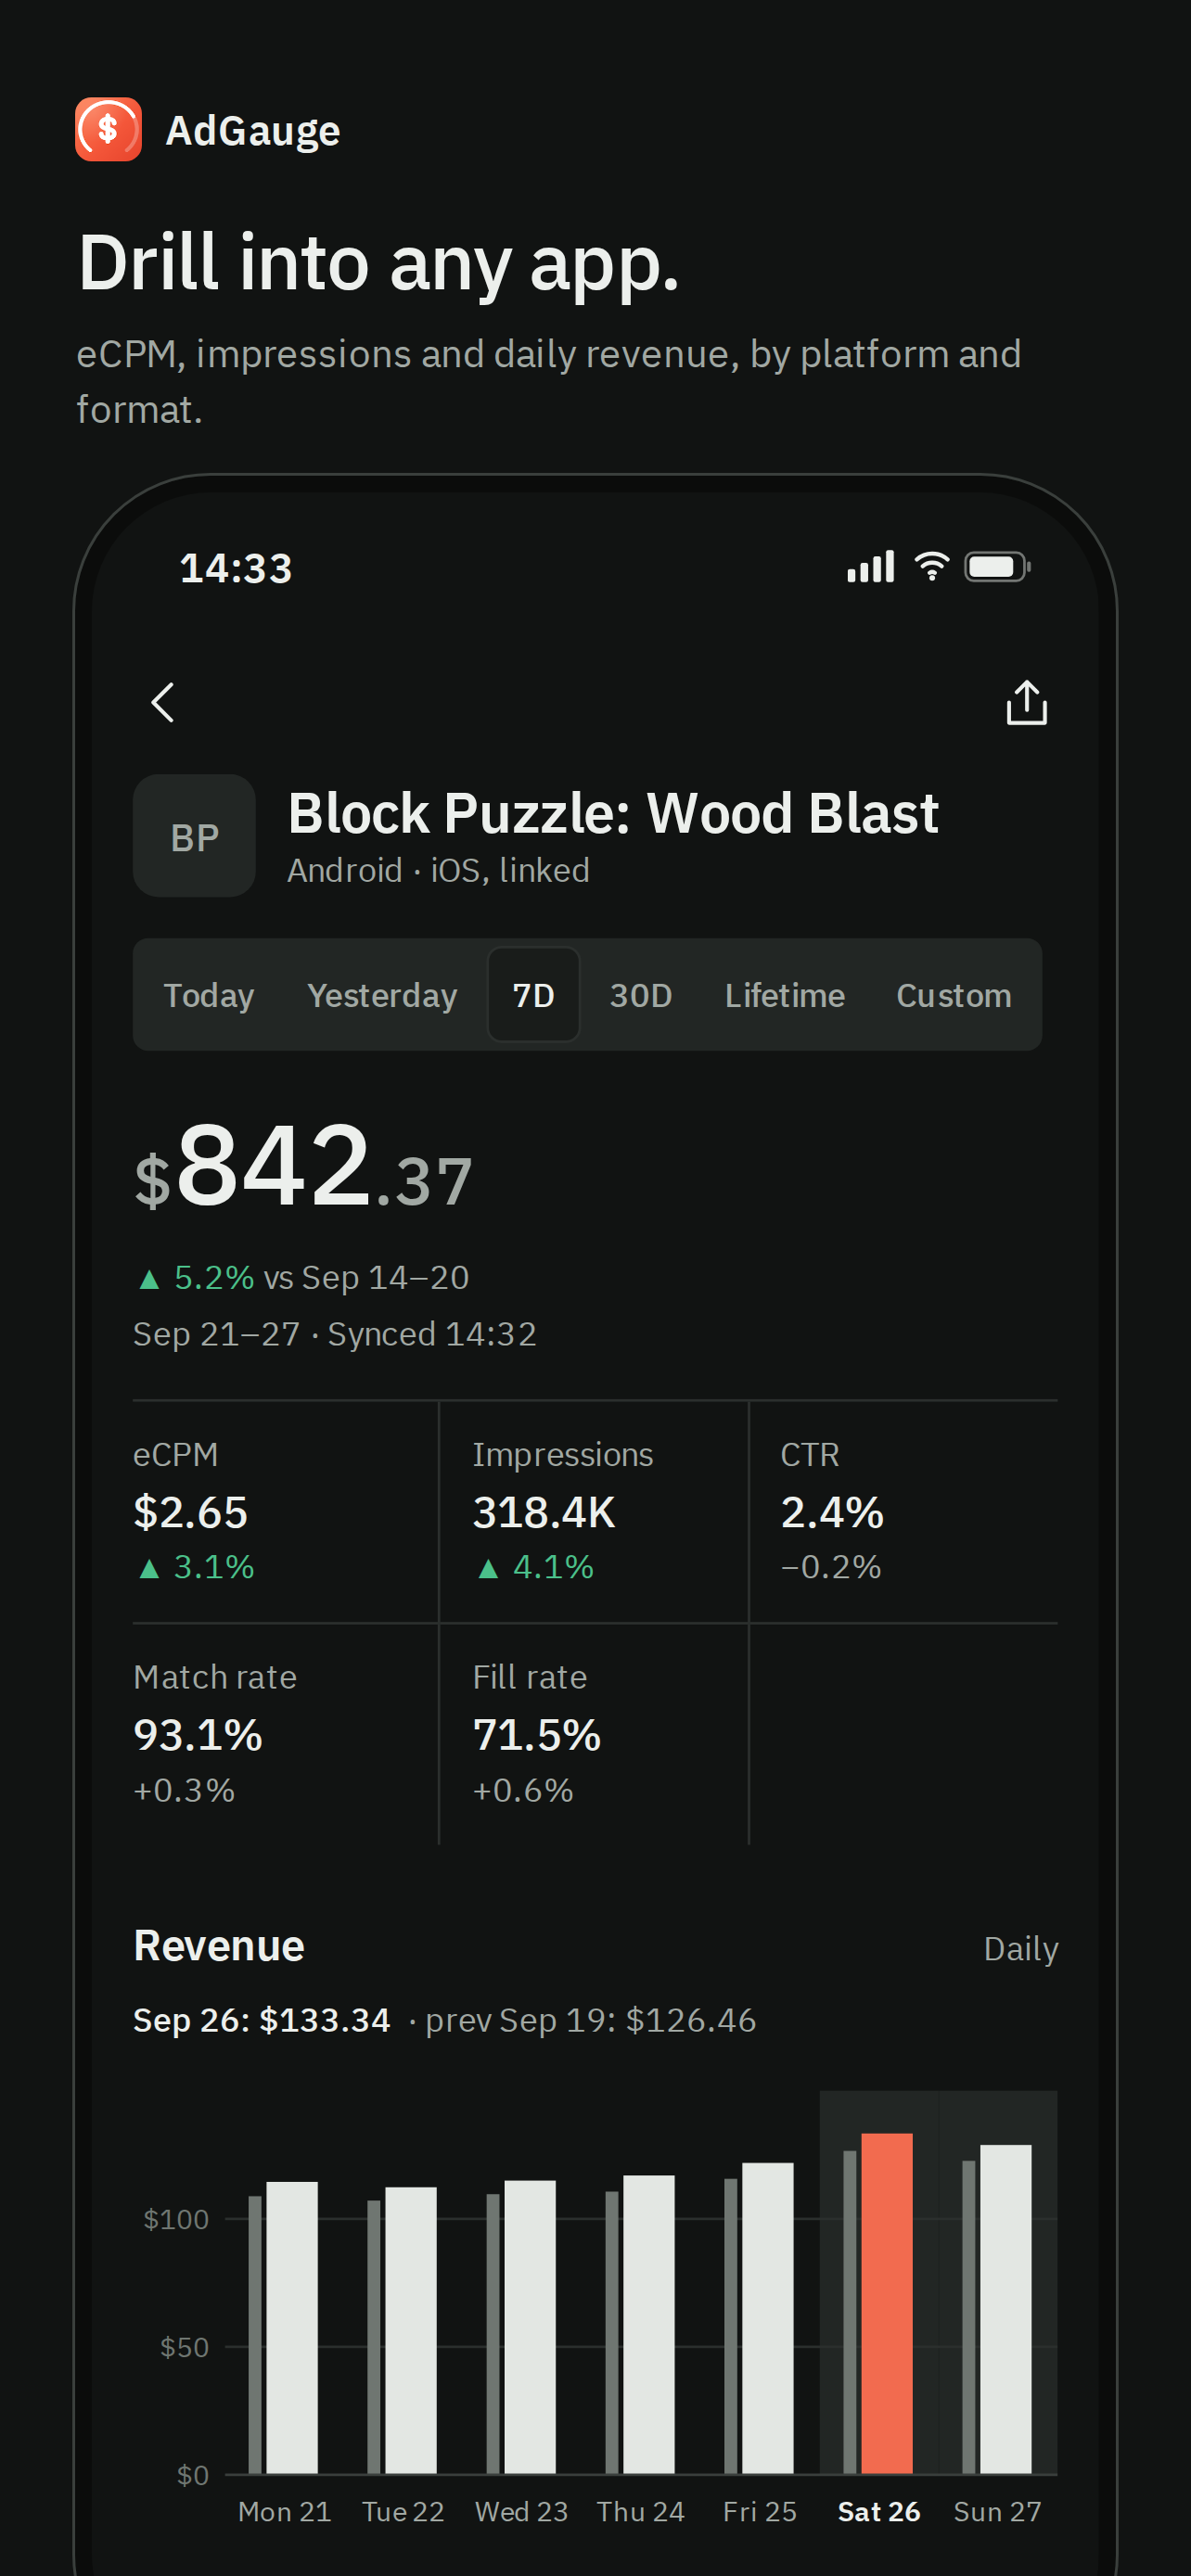 $ AdGauge
Drill into any app.
eCPM, impressions and daily revenue, by platform and
format.
14:33
BP
Block Puzzle: Wood Blast
Android · iOS, linked
Today Yesterday 7D 30D Lifetime Custom
$842.37
▲ 5.2% vs Sep 14–20
Sep 21–27 · Synced 14:32
eCPM Impressions CTR
$2.65 318.4K 2.4%
▲ 3.1% ▲ 4.1% −0.2%
Match rate Fill rate
93.1% 71.5%
+0.3% +0.6%
Revenue Daily
Sep 26: $133.34 · prev Sep 19: $126.46
$100
$50
$0
Mon 21 Tue 22 Wed 23 Thu 24 Fri 25 Sat 26 Sun 27